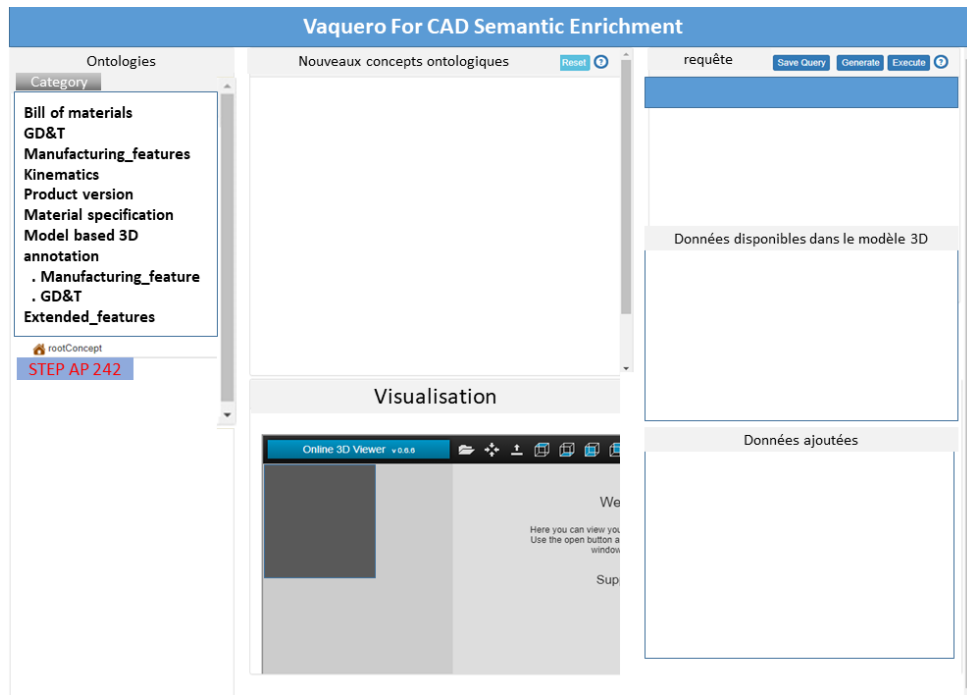 Vaquero For CAD Semantic Enrichment
Ontologies
Category
Bill of materials
GD&T
Manufacturing_features
Kinematics
Product version
Material specification
Model based 3D
annotation
. Manufacturing_feature
. GD&T
Extended_features
rootConcept
STEP AP 242
Nouveaux concepts ontologiques
Reset ?
Visualisation
Online 3D Viewer v 0.6.6
We
Here you can view you
Use the open button a
window
Sup
requête
Save Query Generate Execute ?
Données disponibles dans le modèle 3D
Données ajoutées